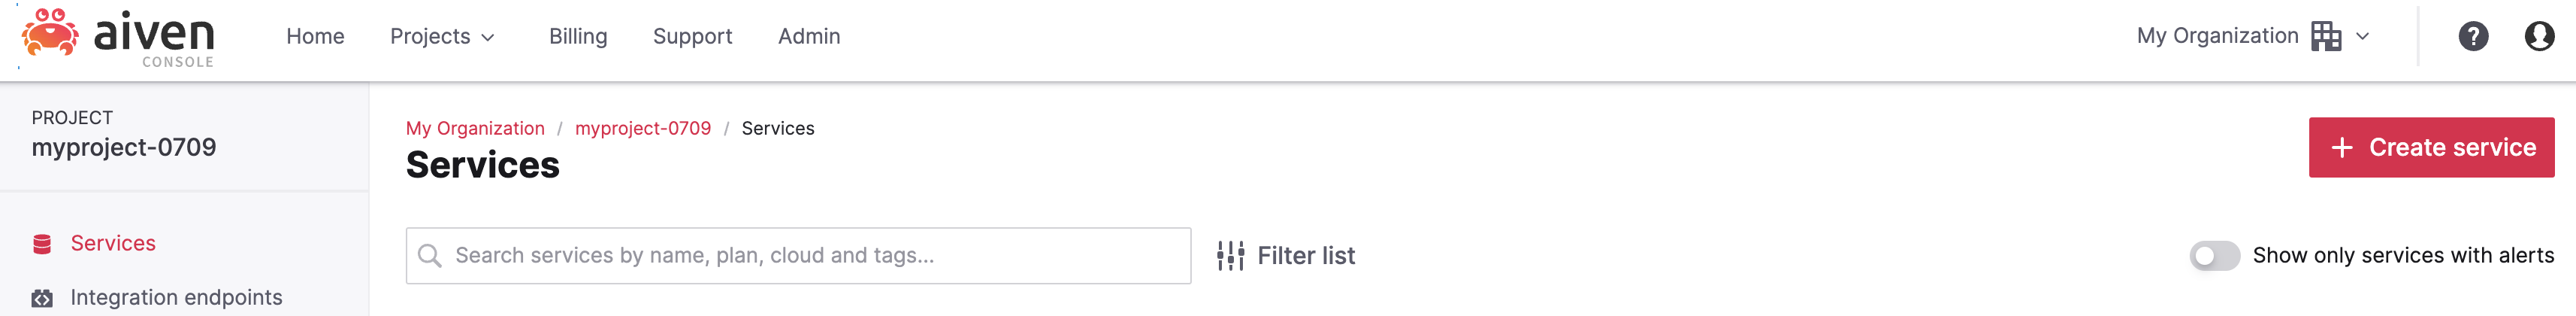 aiven
CONSOLE
Home Projects Billing Support Admin
My Organization
PROJECT
myproject-0709
Services
Integration endpoints
My Organization / myproject-0709 / Services
Services
+ Create service
Search services by name, plan, cloud and tags...
Filter list
Show only services with alerts